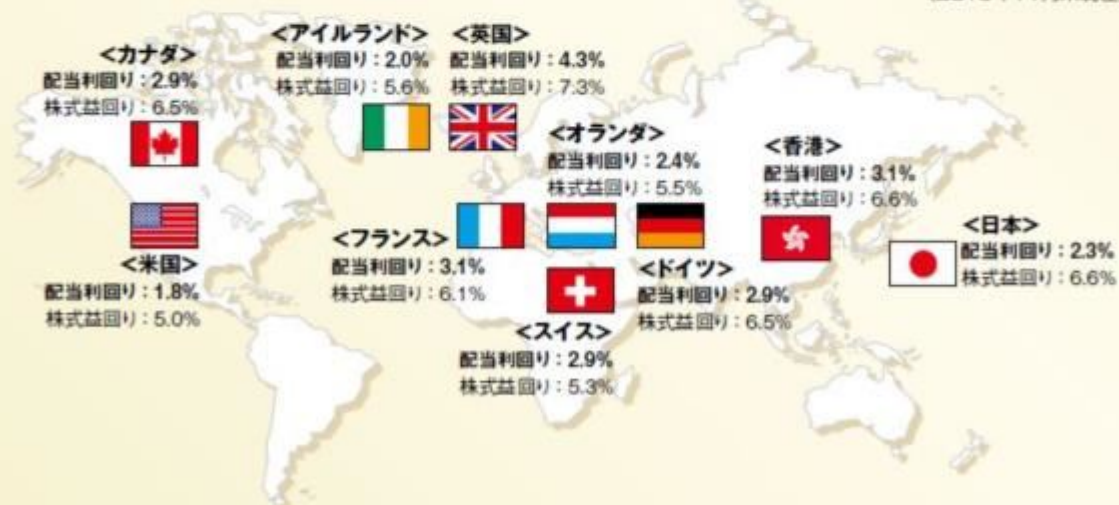 <カナダ>
配当利回り：2.9%
株式益回り：6.5%
<アイルランド>
配当利回り：2.0%
株式益回り：5.6%
<英国>
配当利回り：4.3%
株式益回り：7.3%
<オランダ>
配当利回り：2.4%
株式益回り：5.5%
<香港>
配当利回り：3.1%
株式益回り：6.6%
<日本>
配当利回り：2.3%
株式益回り：6.6%
<米国>
配当利回り：1.8%
株式益回り：5.0%
<フランス>
配当利回り：3.1%
株式益回り：6.1%
<ドイツ>
配当利回り：2.9%
株式益回り：6.5%
<スイス>
配当利回り：2.9%
株式益回り：5.3%